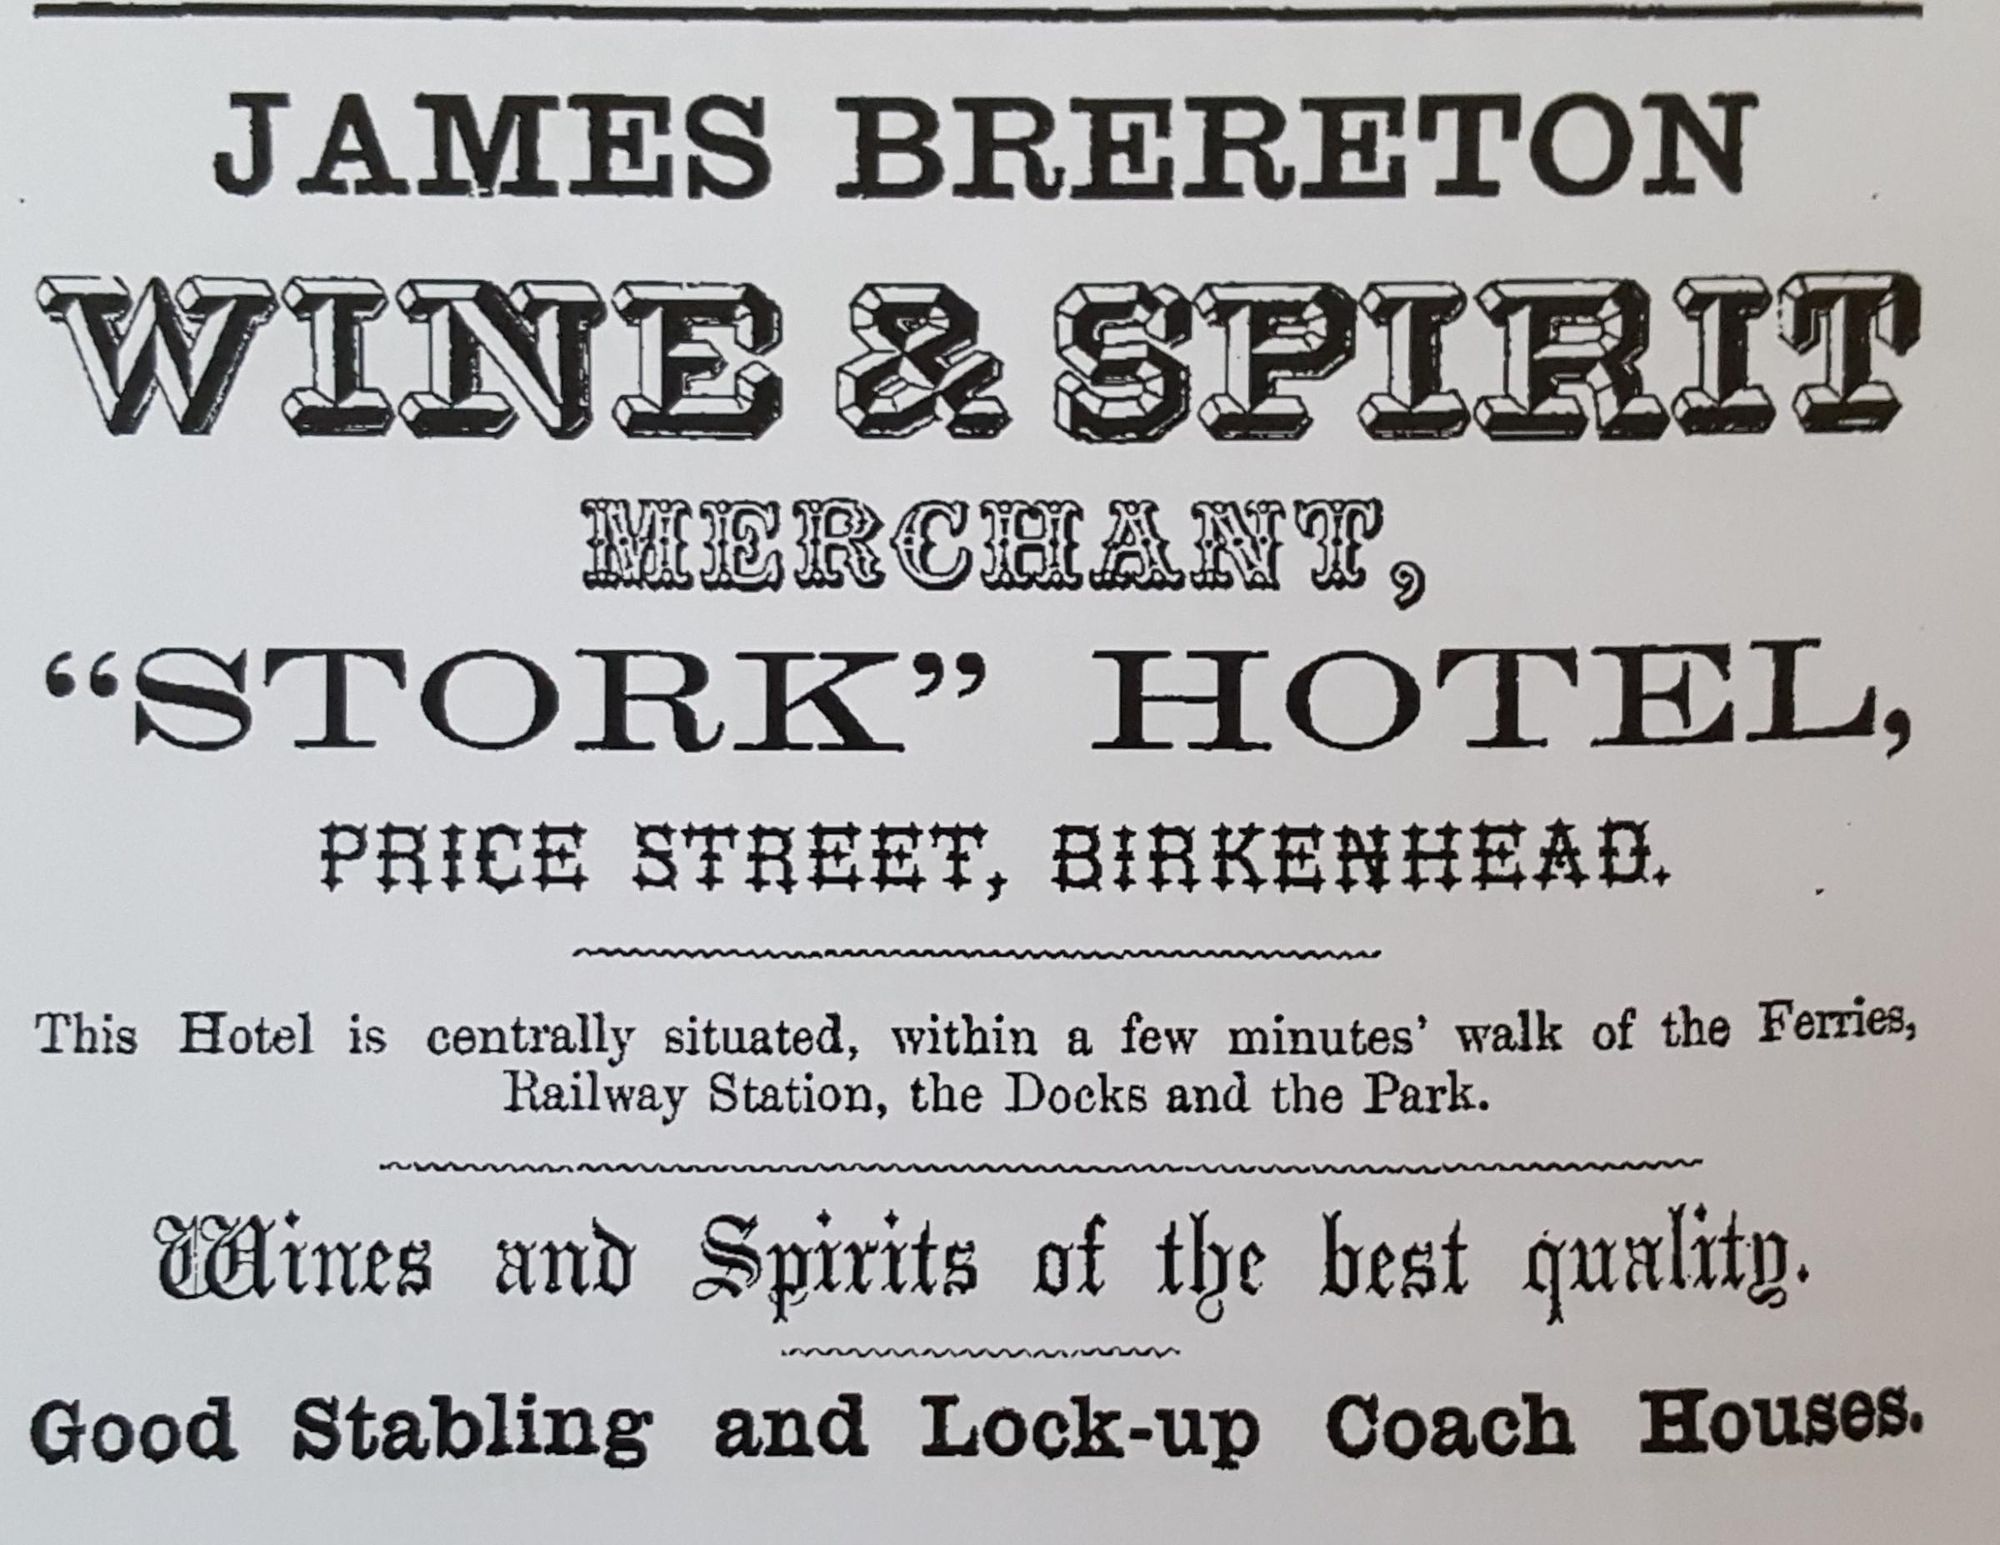 JAMES BRERETON
WINE & SPIRIT
MERCHANT,
“STORK” HOTEL,
PRICE STREET, BIRKENHEAD.
This Hotel is centrally situated, within a few minutes’ walk of the Ferries,
Railway Station, the Docks and the Park.
Wines and Spirits of the best quality.
Good Stabling and Lock-up Coach Houses.